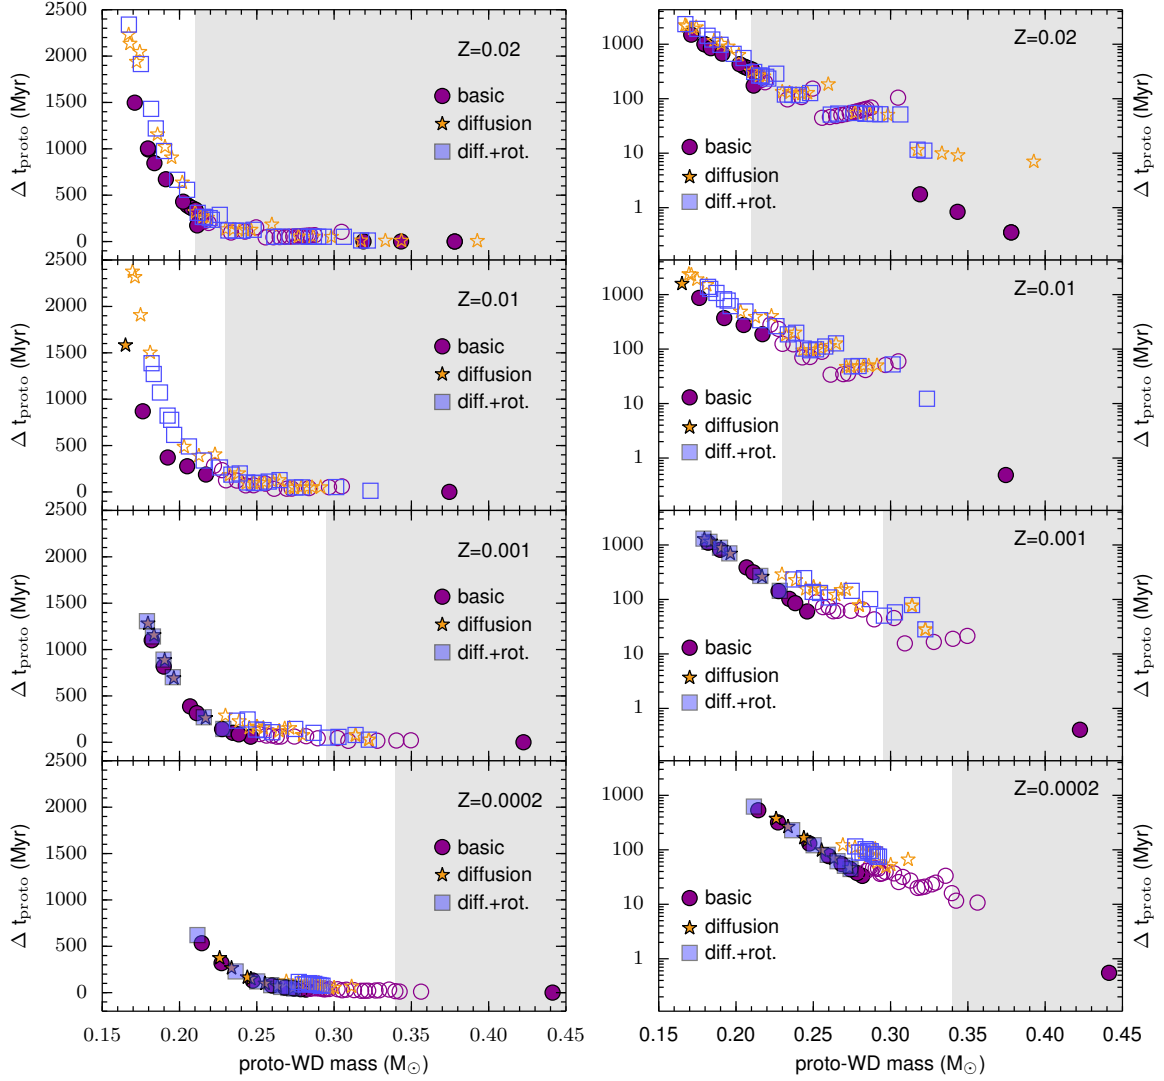 2500
2000
1500
1000
500
0
Δ t_proto (Myr)
Z=0.02
basic
diffusion
diff.+rot.
1000
100
10
1
Δ t_proto (Myr)
Z=0.02
basic
diffusion
diff.+rot.
2500
2000
1500
1000
500
0
Δ t_proto (Myr)
Z=0.01
basic
diffusion
diff.+rot.
1000
100
10
1
Δ t_proto (Myr)
Z=0.01
basic
diffusion
diff.+rot.
2500
2000
1500
1000
500
0
Δ t_proto (Myr)
Z=0.001
basic
diffusion
diff.+rot.
1000
100
10
1
Δ t_proto (Myr)
Z=0.001
basic
diffusion
diff.+rot.
2500
2000
1500
1000
500
0
Δ t_proto (Myr)
Z=0.0002
basic
diffusion
diff.+rot.
1000
100
10
1
Δ t_proto (Myr)
Z=0.0002
basic
diffusion
diff.+rot.
0.15 0.20 0.25 0.30 0.35 0.40 0.45
proto-WD mass (M⊙)
0.15 0.20 0.25 0.30 0.35 0.40 0.45
proto-WD mass (M⊙)